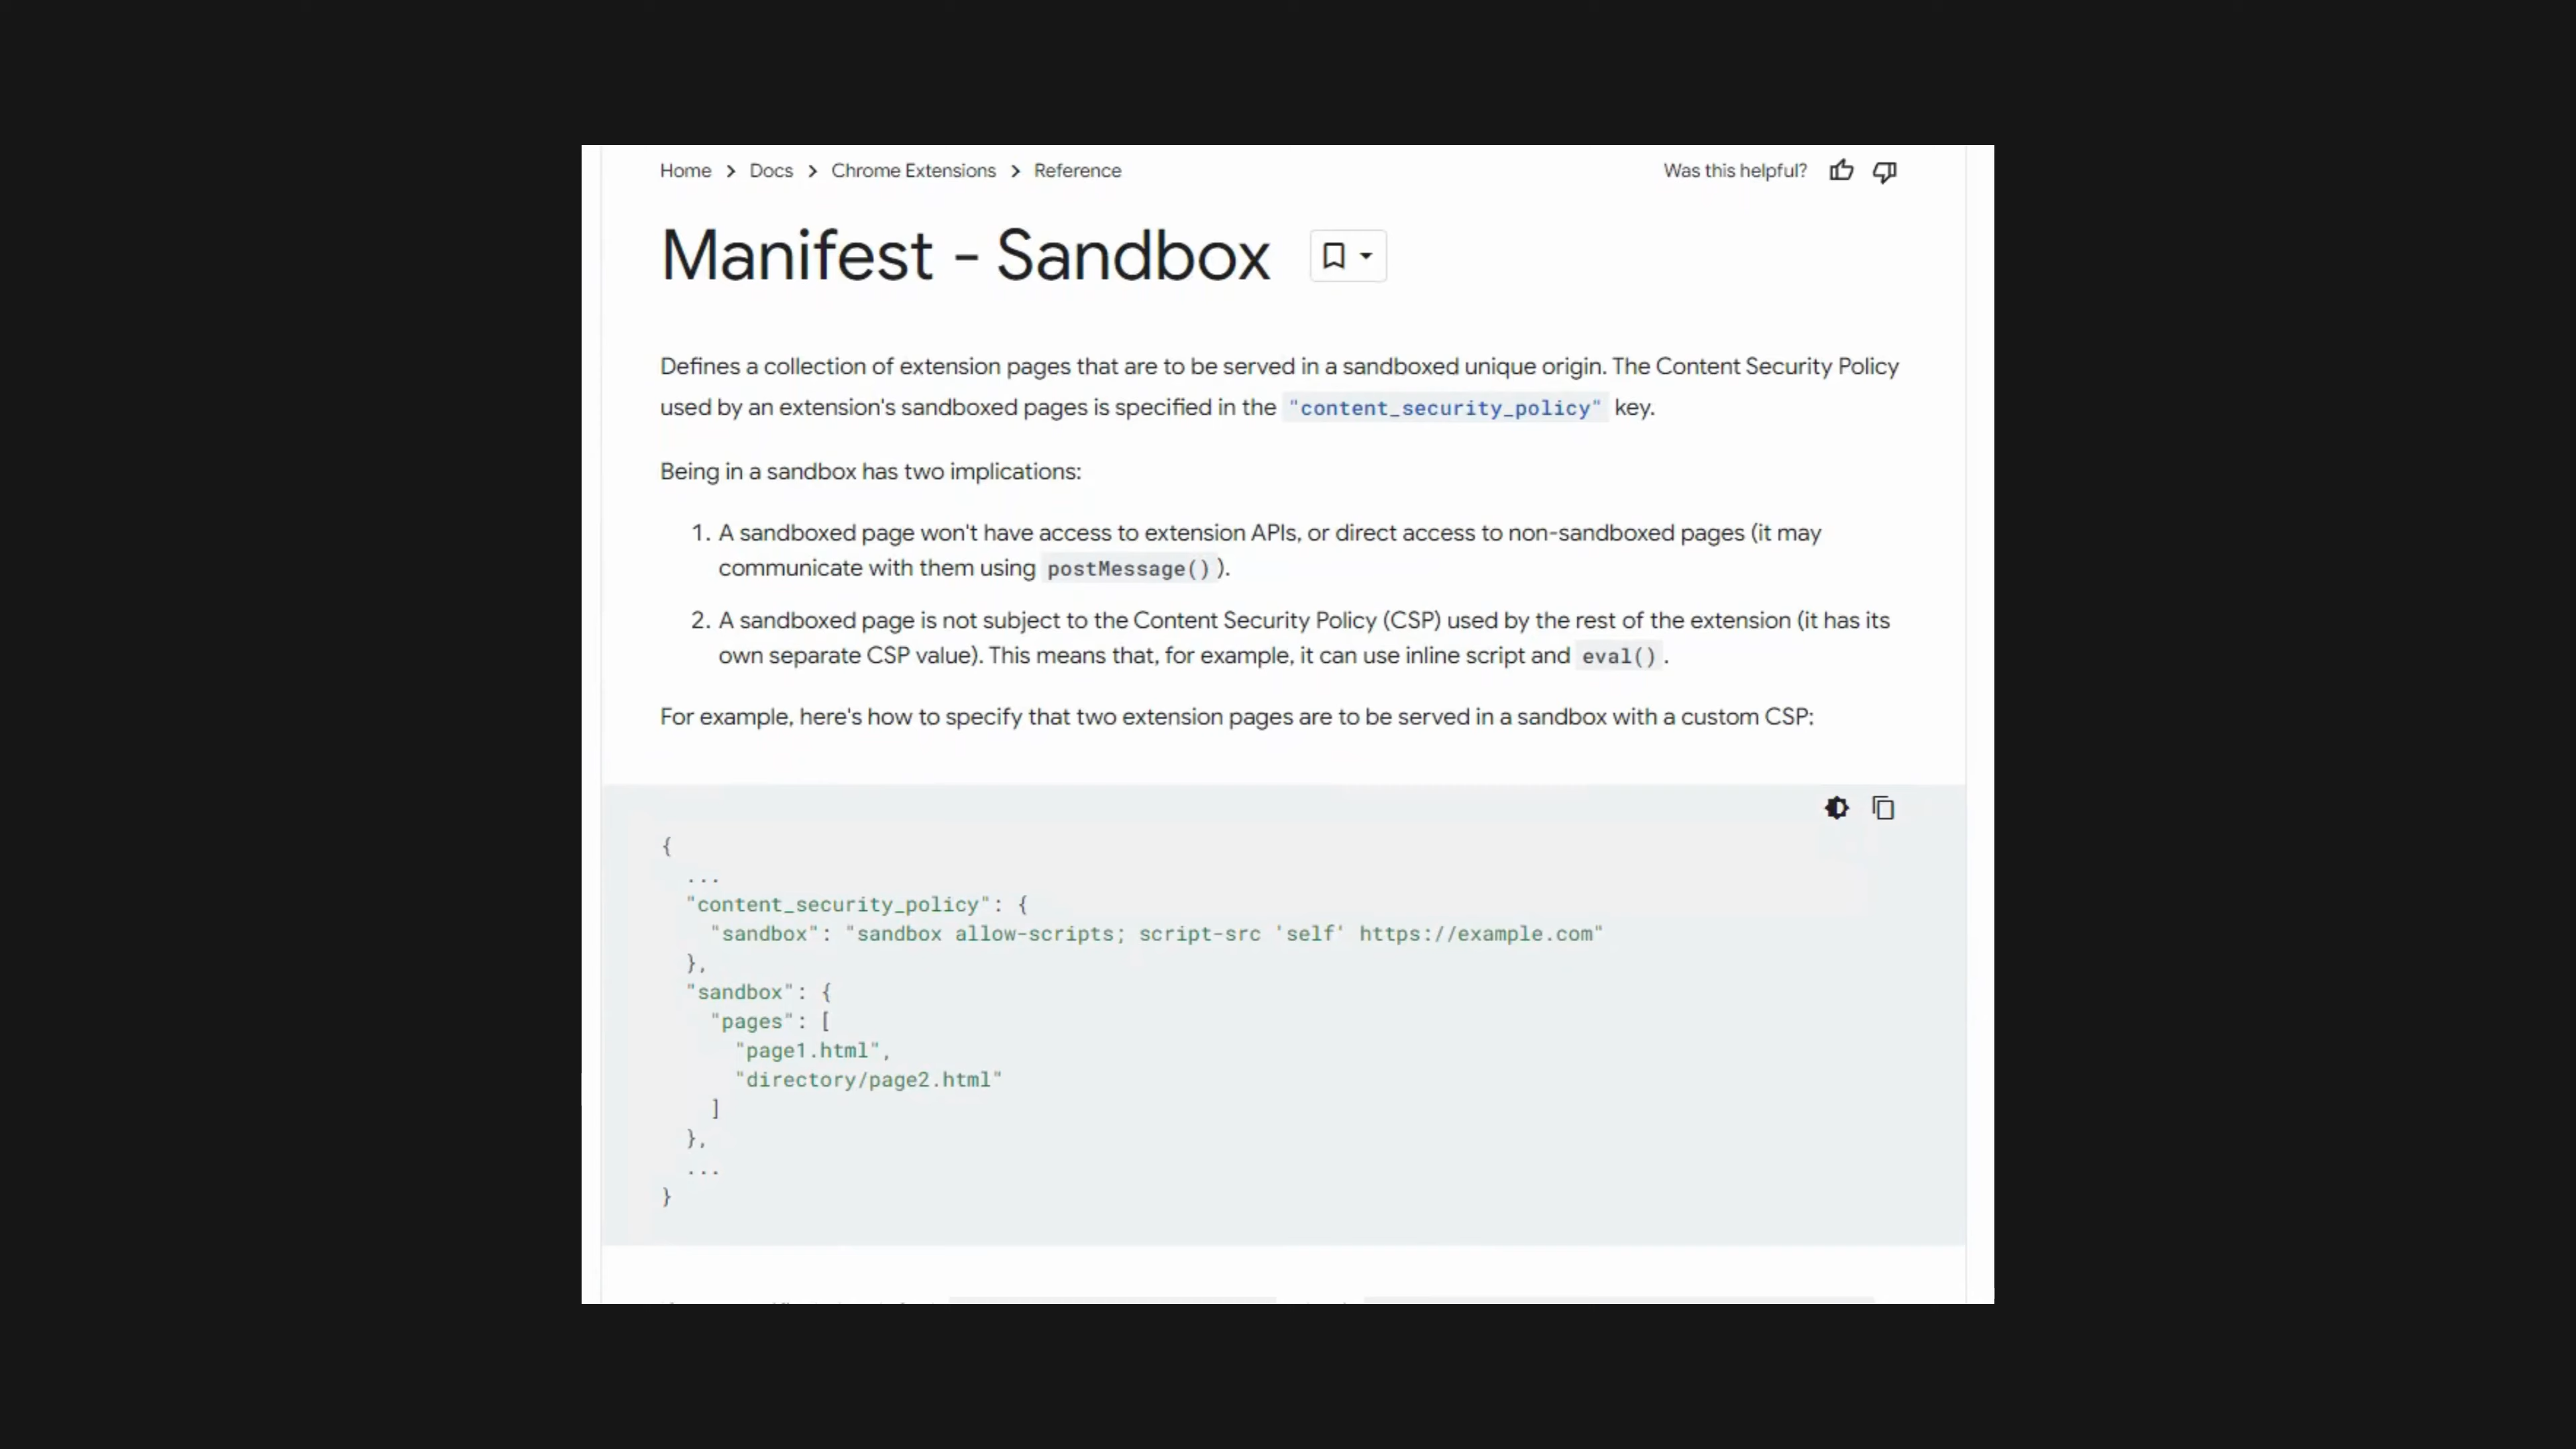 Home > Docs > Chrome Extensions > Reference
Was this helpful?
Manifest - Sandbox
Defines a collection of extension pages that are to be served in a sandboxed unique origin. The Content Security Policy
used by an extension's sandboxed pages is specified in the "content_security_policy" key.
Being in a sandbox has two implications:
1. A sandboxed page won't have access to extension APIs, or direct access to non-sandboxed pages (it may
communicate with them using postMessage()).
2. A sandboxed page is not subject to the Content Security Policy (CSP) used by the rest of the extension (it has its
own separate CSP value). This means that, for example, it can use inline script and eval().
For example, here's how to specify that two extension pages are to be served in a sandbox with a custom CSP:
{
...
"content_security_policy": {
"sandbox": "sandbox allow-scripts; script-src 'self' https://example.com"
},
"sandbox": {
"pages": [
"page1.html",
"directory/page2.html"
]
},
...
}